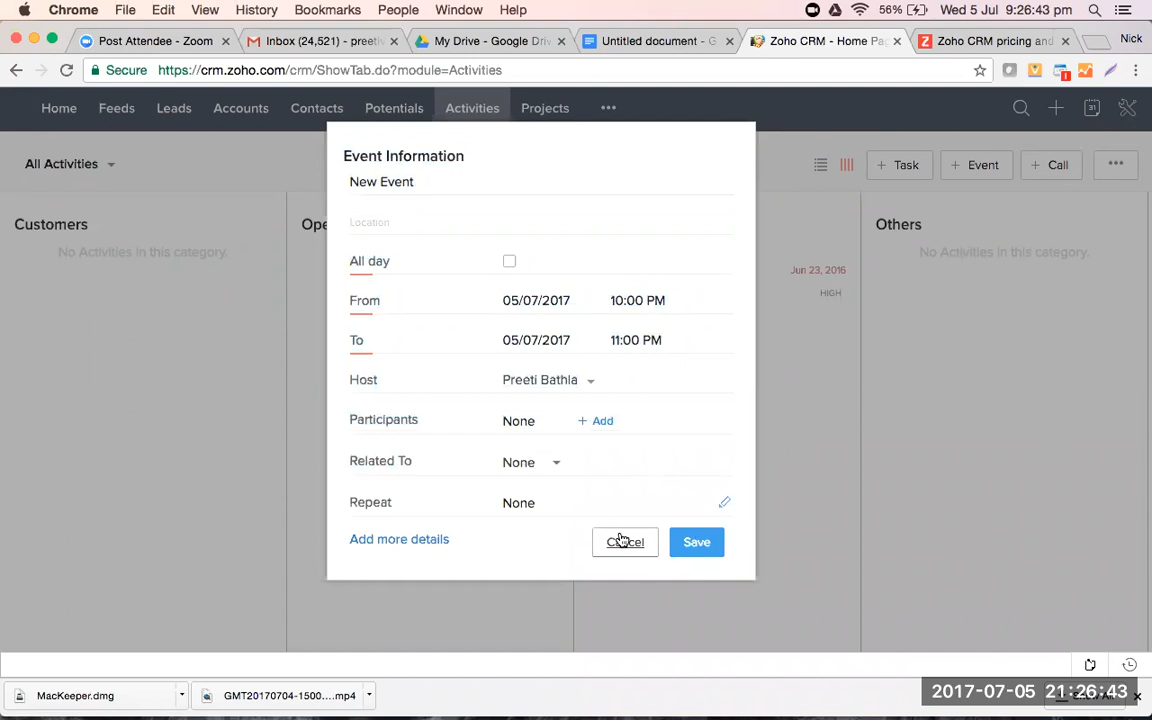 Chrome File Edit View History Bookmarks People Window Help 56% Wed 5 Jul 9:26:43 pm
Post Attendee - Zoom Inbox (24,521) - preetiv My Drive - Google Driv Untitled document - G Zoho CRM - Home Pag Zoho CRM pricing and Nick
Secure https://crm.zoho.com/crm/ShowTab.do?module=Activities
Home Feeds Leads Accounts Contacts Potentials Activities Projects ••• 31
All Activities + Task + Event + Call •••
Event Information
New Event
Customers Others
No Activities in this category. Location No Activities in this category.
All day Jun 23, 2016
HIGH
From 05/07/2017 10:00 PM
To 05/07/2017 11:00 PM
Host Preeti Bathla
Participants None + Add
Related To None
Repeat None
Add more details Cancel Save
MacKeeper.dmg GMT20170704-1500....mp4
2017-07-05 21:26:43